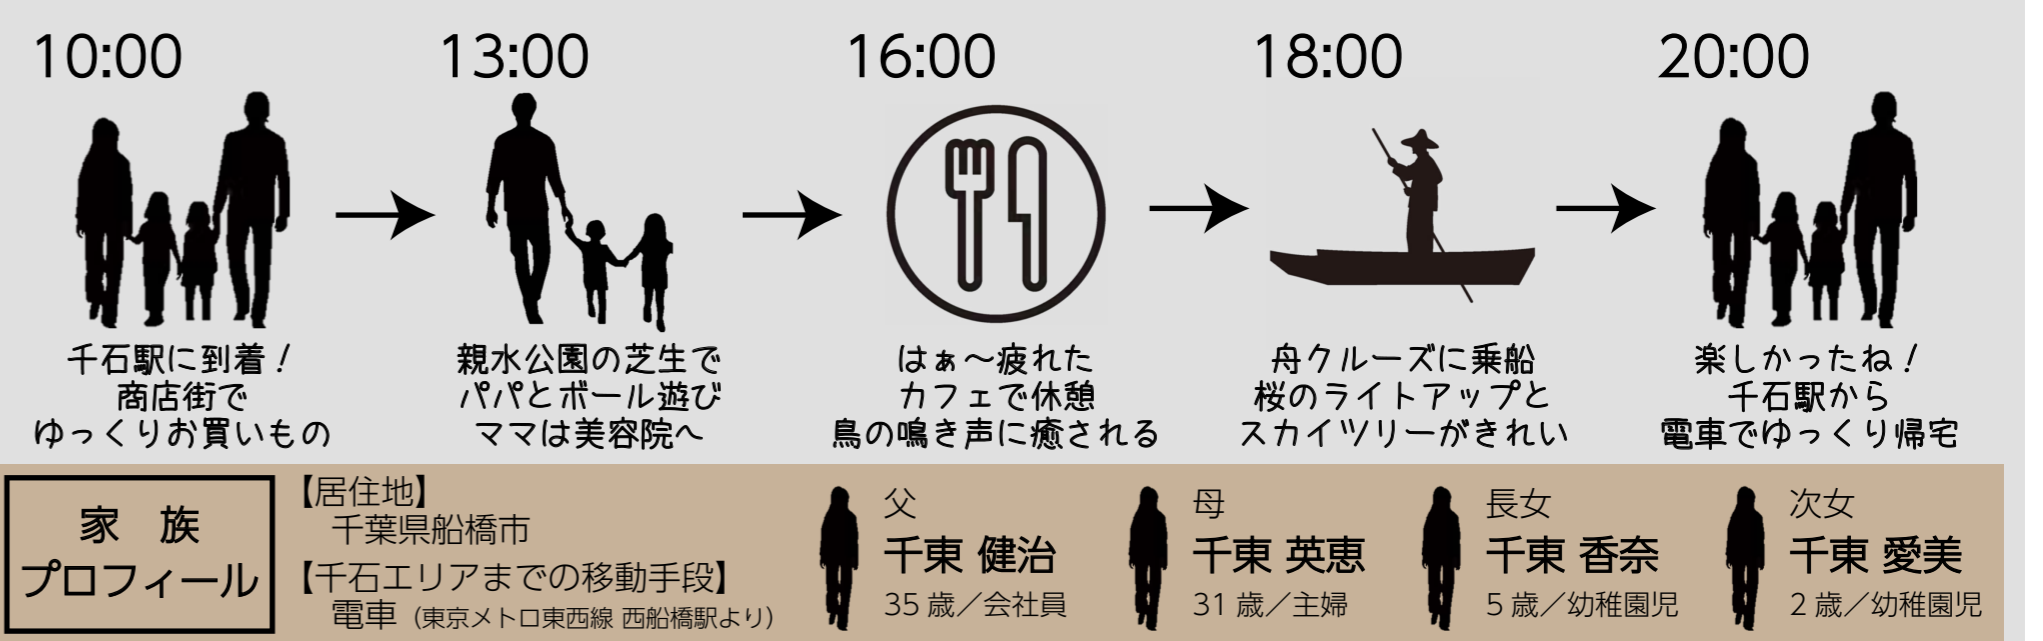 10:00
千石駅に到着！
商店街で
ゆっくりお買いもの
13:00
親水公園の芝生で
パパとボール遊び
ママは美容院へ
16:00
はぁ～疲れた
カフェで休憩
鳥の鳴き声に癒される
18:00
舟クルーズに乗船
桜のライトアップと
スカイツリーがきれい
20:00
楽しかったね！
千石駅から
電車でゆっくり帰宅
家　族
プロフィール
【居住地】
千葉県船橋市
【千石エリアまでの移動手段】
電車（東京メトロ東西線 西船橋駅より）
父
千東 健治
35 歳／会社員
母
千東 英恵
31 歳／主婦
長女
千東 香奈
5 歳／幼稚園児
次女
千東 愛美
2 歳／幼稚園児